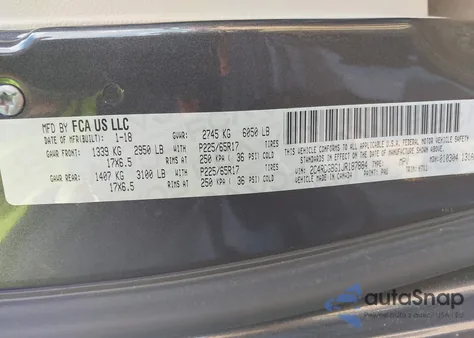 MFD BY FCA US LLC
DATE OF MFR(BUILT): 1-18 GVWR: 2745 KG 6050 LB
GAWR FRONT: 1339 KG 2950 LB TIRES P225/65R17
17X6.5 RIMS AT 250 KPA ( 36 PSI COLD
GAWR REAR: 1407 KG 3100 LB TIRES P225/65R17
17X6.5 RIMS AT 250 KPA ( 36 PSI COLD
THIS VEHICLE CONFORMS TO ALL
APPLICABLE U.S.A. FEDERAL MOTOR VEHICLE SAFETY
STANDARDS IN EFFECT ON THE DATE
OF MANUFACTURE SHOWN ABOVE.
MPV
MADE IN CANADA PAINT: PAU
autoSnap